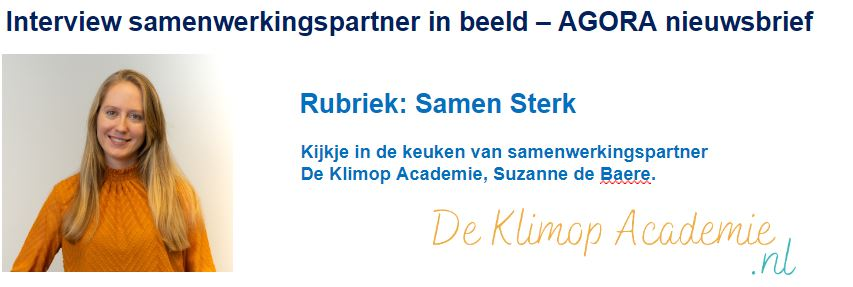 Interview samenwerkingspartner in beeld – AGORA nieuwsbrief
Rubriek: Samen Sterk
Kijkje in de keuken van samenwerkingspartner
De Klimop Academie, Suzanne de Baere.
De Klimop Academie
.nl